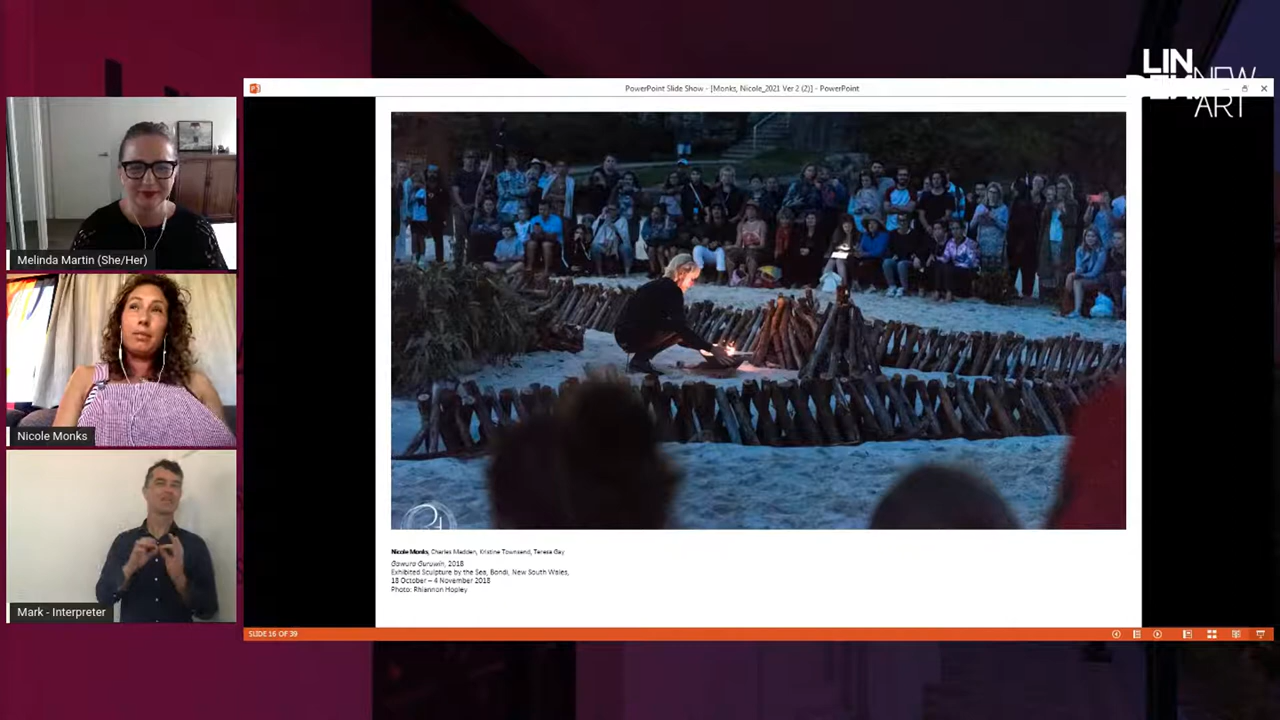 LIN
DEN NEW
ART
PowerPoint Slide Show - [Monks, Nicole_2021 Ver 2 (2)] - PowerPoint
Melinda Martin (She/Her)
Nicole Monks
Mark - Interpreter
Nicole Monks, Charles Madden, Kristine Townsend, Teresa Gay
Gawura Guruwin, 2018
Exhibited Sculpture by the Sea, Bondi, New South Wales,
18 October – 4 November 2018
Photo: Rhiannon Hopley
SLIDE 16 OF 39